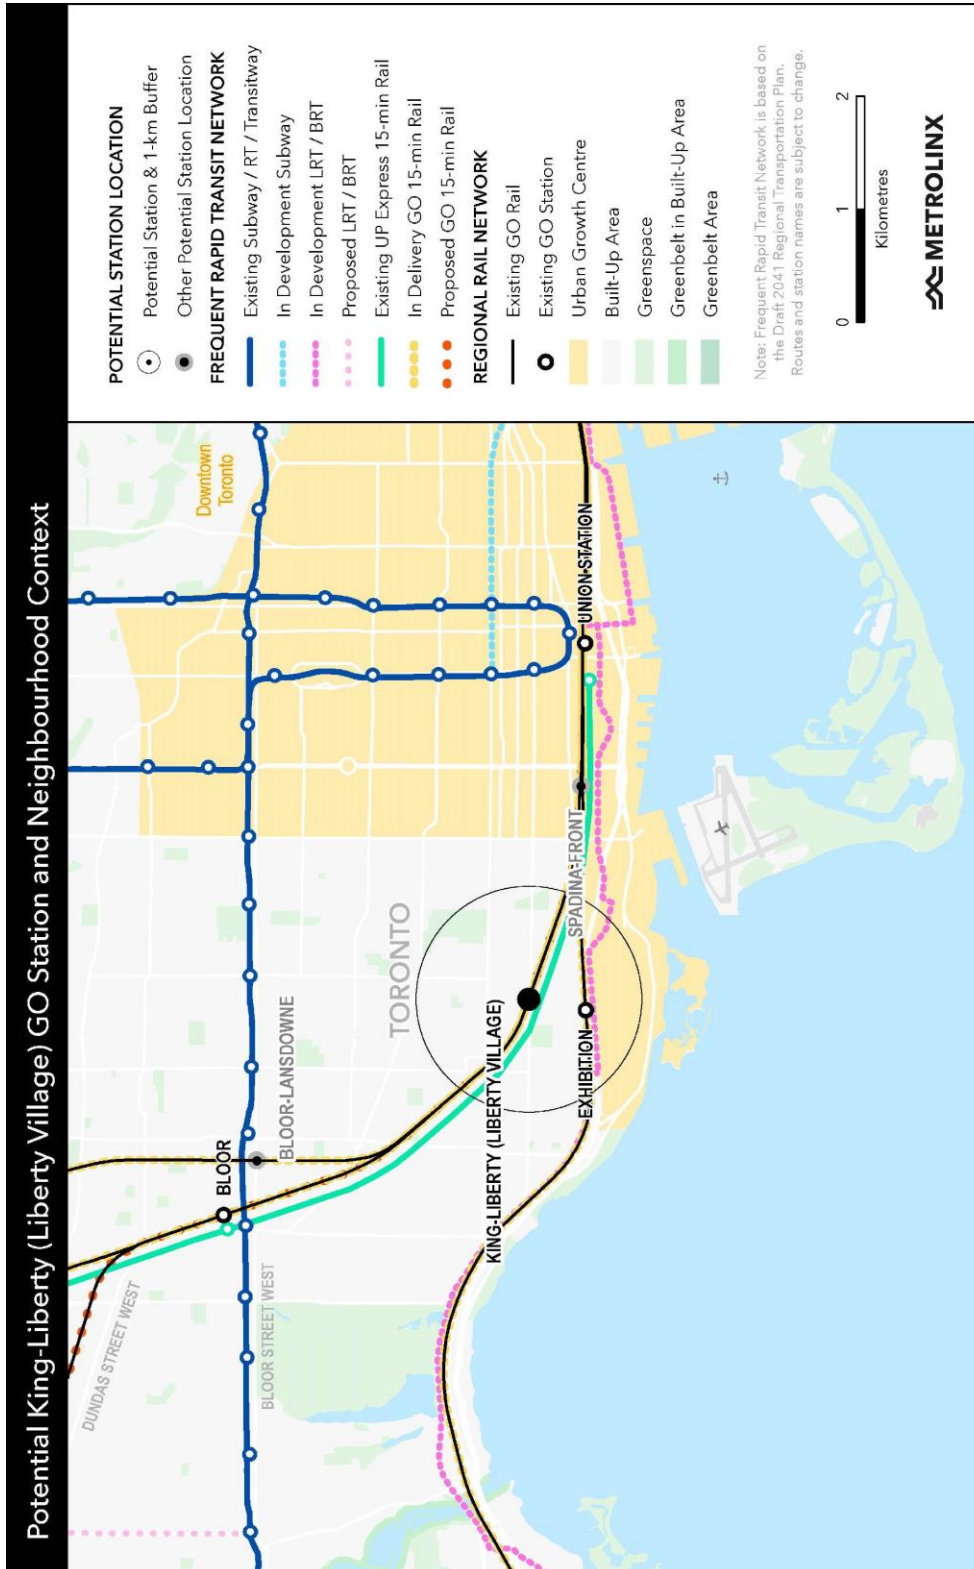 Potential King-Liberty (Liberty Village) GO Station and Neighbourhood Context
DUNDAS STREET WEST
BLOOR
BLOOR-LANSDOWNE
BLOOR STREET WEST
Downtown
Toronto
TORONTO
KING-LIBERTY (LIBERTY VILLAGE)
EXHIBITION
SPADINA-FRONT
UNION STATION
POTENTIAL STATION LOCATION
Potential Station & 1-km Buffer
Other Potential Station Location
FREQUENT RAPID TRANSIT NETWORK
Existing Subway / RT / Transitway
In Development Subway
In Development LRT / BRT
Proposed LRT / BRT
Existing UP Express 15-min Rail
In Delivery GO 15-min Rail
Proposed GO 15-min Rail
REGIONAL RAIL NETWORK
Existing GO Rail
Existing GO Station
Urban Growth Centre
Built-Up Area
Greenspace
Greenbelt in Built-Up Area
Greenbelt Area
Note: Frequent Rapid Transit Network is based on
the Draft 2041 Regional Transportation Plan.
Routes and station names are subject to change.
0 1 2
Kilometres
METROLINX